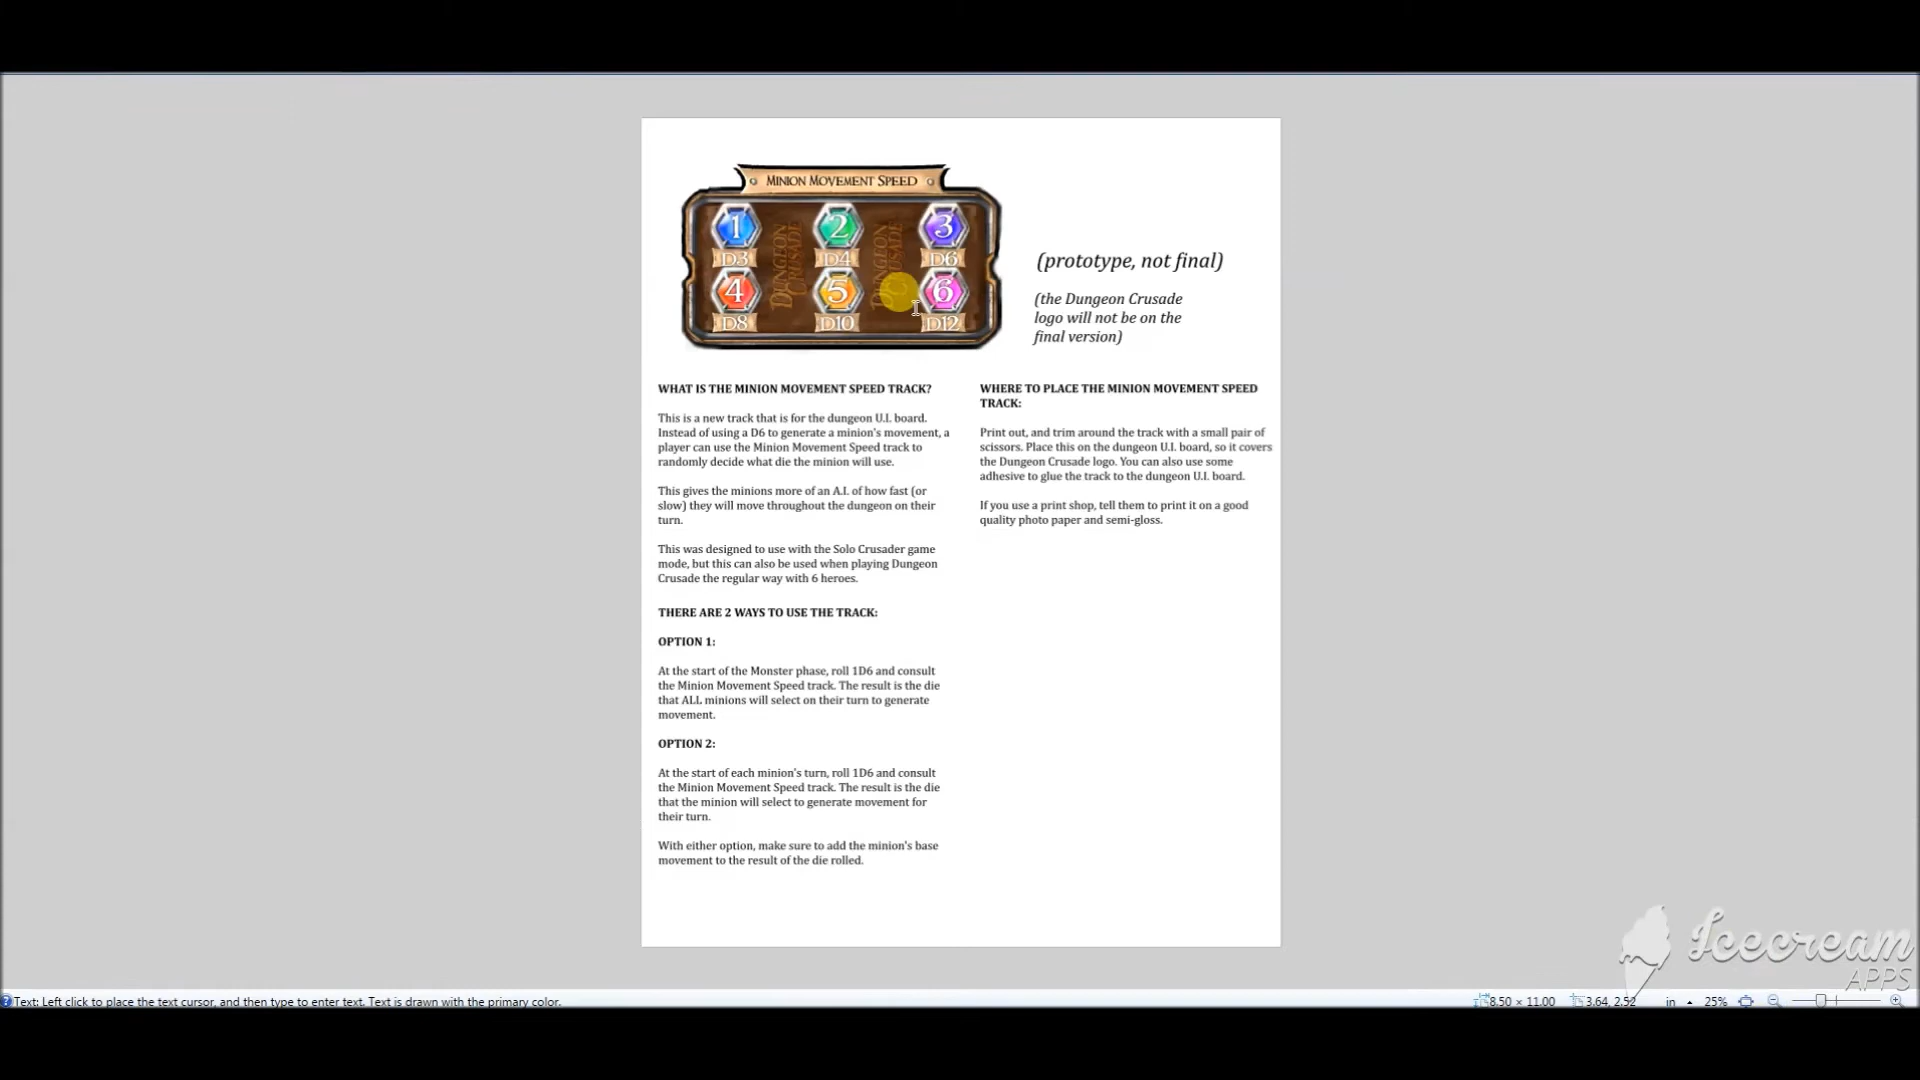 MINION MOVEMENT SPEED
1 2 3
D3 D4 D6
4 5 6
D8 D10 D12
DUNGEON CRUSADE
DUNGEON CRUSADE
(prototype, not final)
(the Dungeon Crusade
logo will not be on the
final version)
WHAT IS THE MINION MOVEMENT SPEED TRACK?
This is a new track that is for the dungeon U.I. board.
Instead of using a D6 to generate a minion's movement, a
player can use the Minion Movement Speed track to
randomly decide what die the minion will use.
This gives the minions more of an A.I. of how fast (or
slow) they will move throughout the dungeon on their
turn.
This was designed to use with the Solo Crusader game
mode, but this can also be used when playing Dungeon
Crusade the regular way with 6 heroes.
THERE ARE 2 WAYS TO USE THE TRACK:
OPTION 1:
At the start of the Monster phase, roll 1D6 and consult
the Minion Movement Speed track. The result is the die
that ALL minions will select on their turn to generate
movement.
OPTION 2:
At the start of each minion's turn, roll 1D6 and consult
the Minion Movement Speed track. The result is the die
that the minion will select to generate movement for
their turn.
With either option, make sure to add the minion's base
movement to the result of the die rolled.
WHERE TO PLACE THE MINION MOVEMENT SPEED
TRACK:
Print out, and trim around the track with a small pair of
scissors. Place this on the dungeon U.I. board, so it covers
the Dungeon Crusade logo. You can also use some
adhesive to glue the track to the dungeon U.I. board.
If you use a print shop, tell them to print it on a good
quality photo paper and semi-gloss.
Icecream
APPS
Text: Left click to place the text cursor, and then type to enter text. Text is drawn with the primary color.
8.50 × 11.00 3.64, 2.52 in 25%